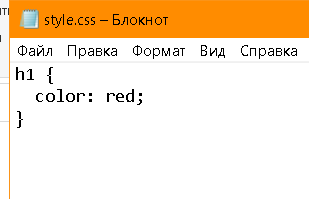 style.css – Блокнот
Файл Правка Формат Вид Справка
h1 {
  color: red;
}